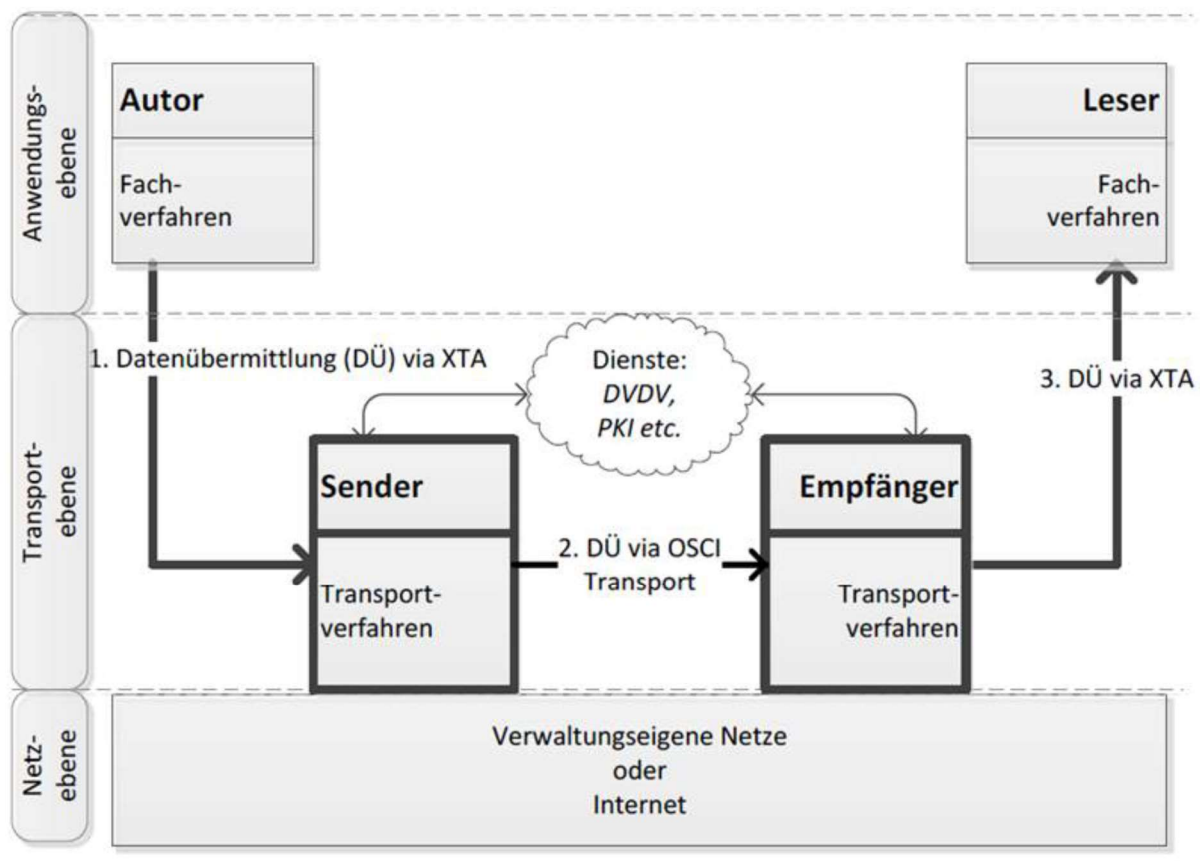 Anwendungs-
ebene
Autor
Fach-
verfahren
Leser
Fach-
verfahren
Transport-
ebene
1. Datenübermittlung (DÜ) via XTA
Dienste:
DVDV,
PKI etc.
3. DÜ via XTA
Sender
Transport-
verfahren
2. DÜ via OSCI
Transport
Empfänger
Transport-
verfahren
Netz-
ebene
Verwaltungseigene Netze
oder
Internet